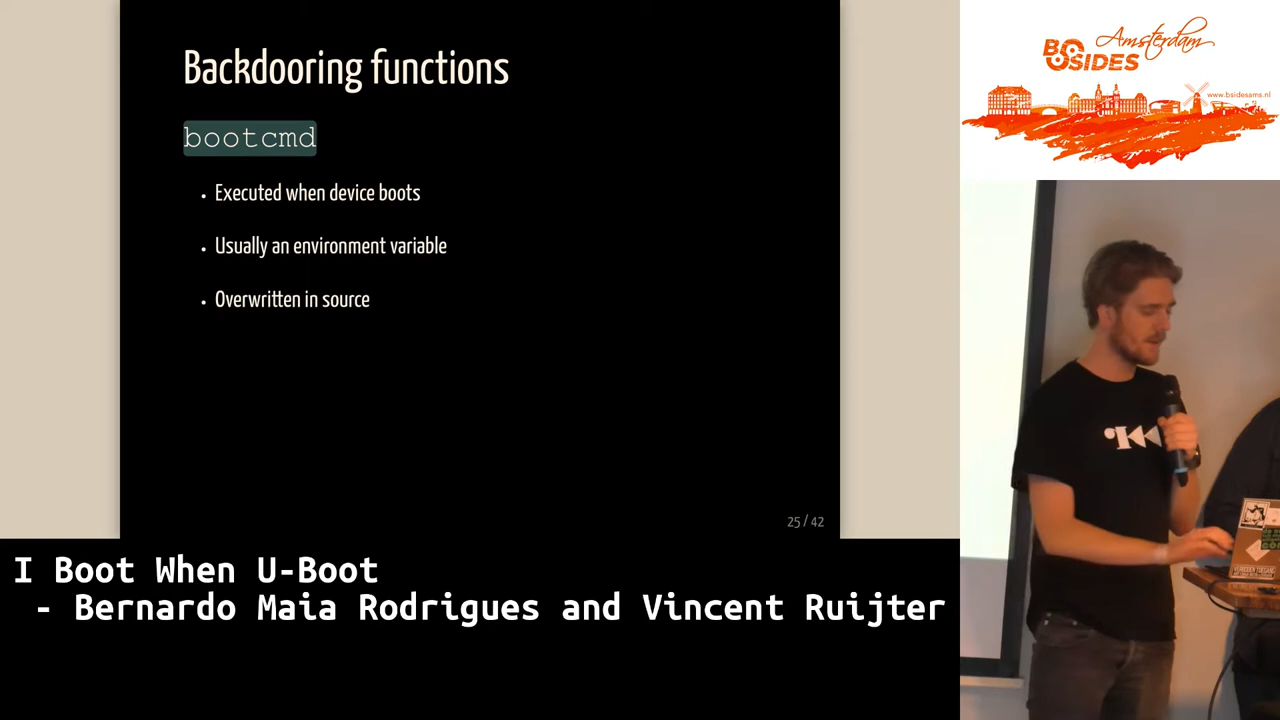 Backdooring functions
bootcmd
• Executed when device boots
• Usually an environment variable
• Overwritten in source
25 / 42
I Boot When U-Boot
- Bernardo Maia Rodrigues and Vincent Ruijter
Amsterdam
BSIDES
www.bsidesams.nl